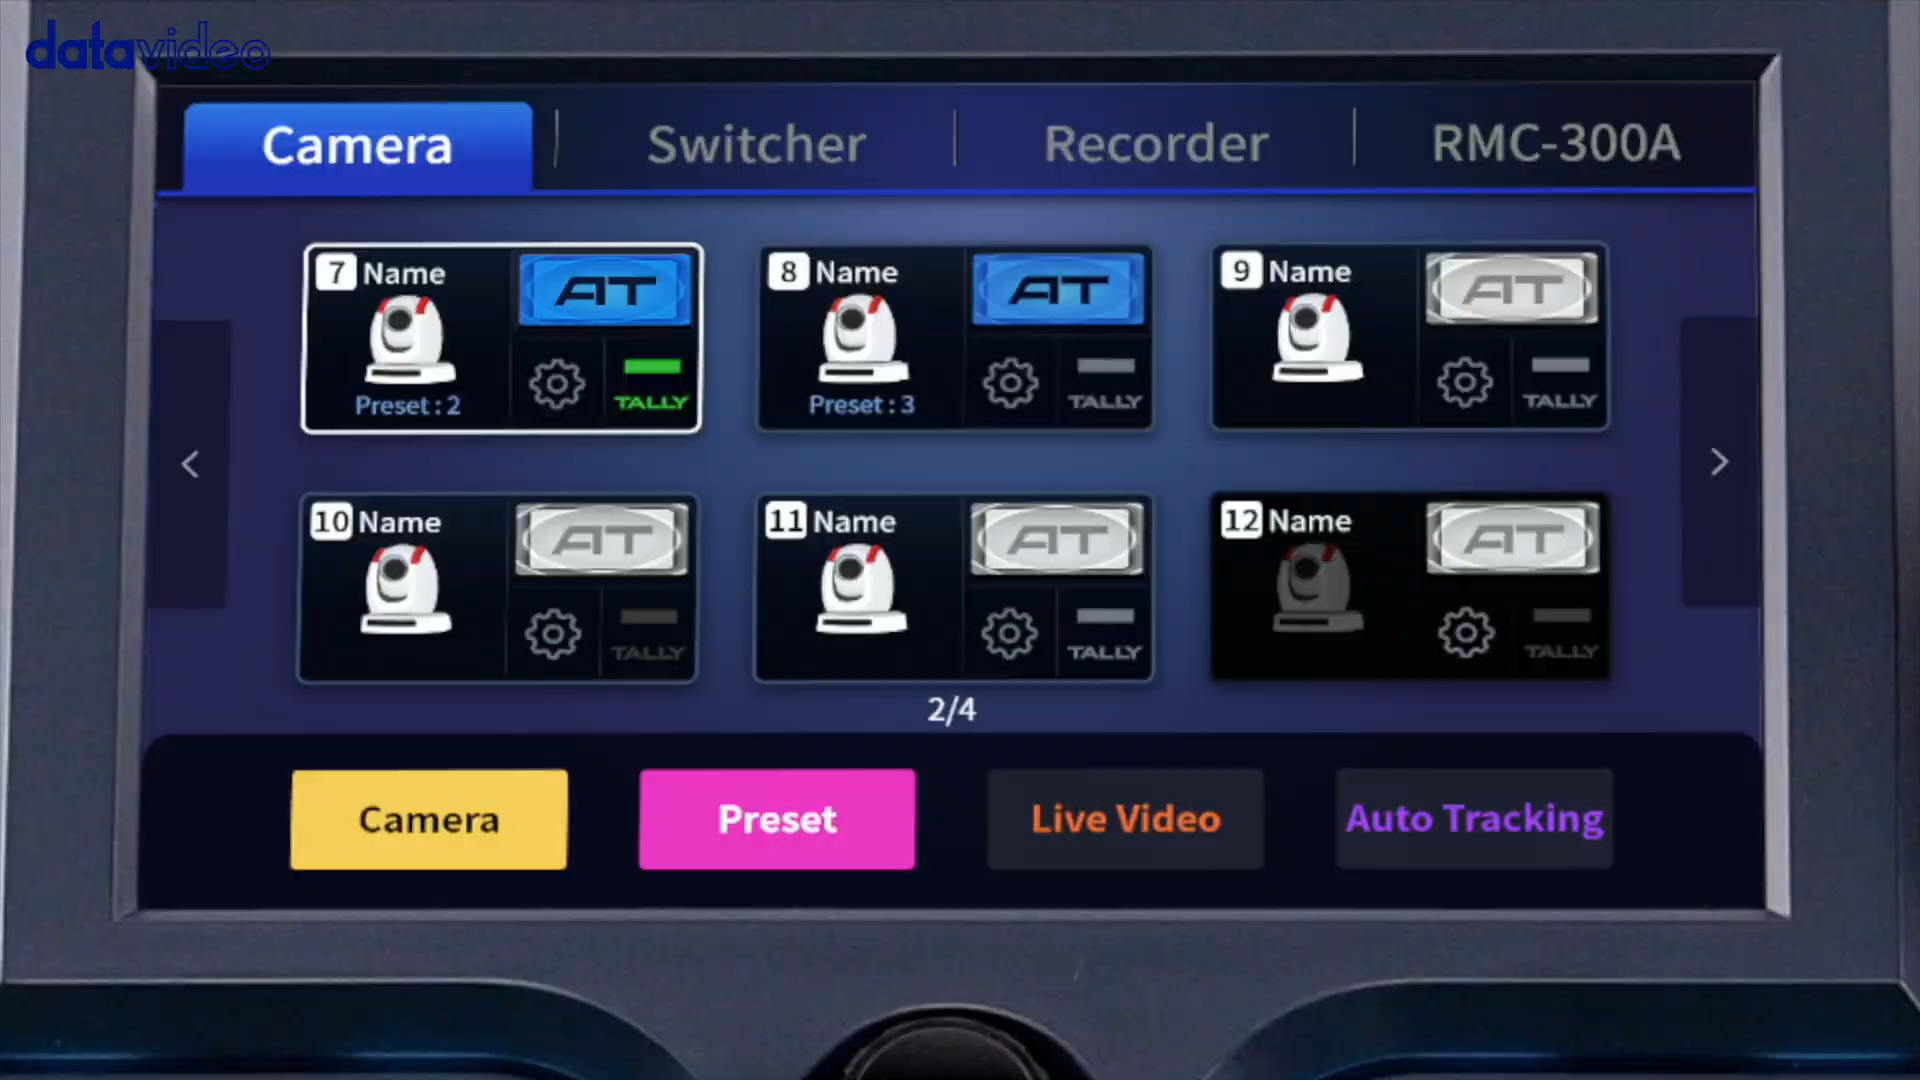 datavideo
Camera Switcher Recorder RMC-300A
7 Name AT
Preset : 2 TALLY
8 Name AT
Preset : 3 TALLY
9 Name AT
TALLY
10 Name AT
TALLY
11 Name AT
TALLY
12 Name AT
TALLY
2/4
Camera Preset Live Video Auto Tracking